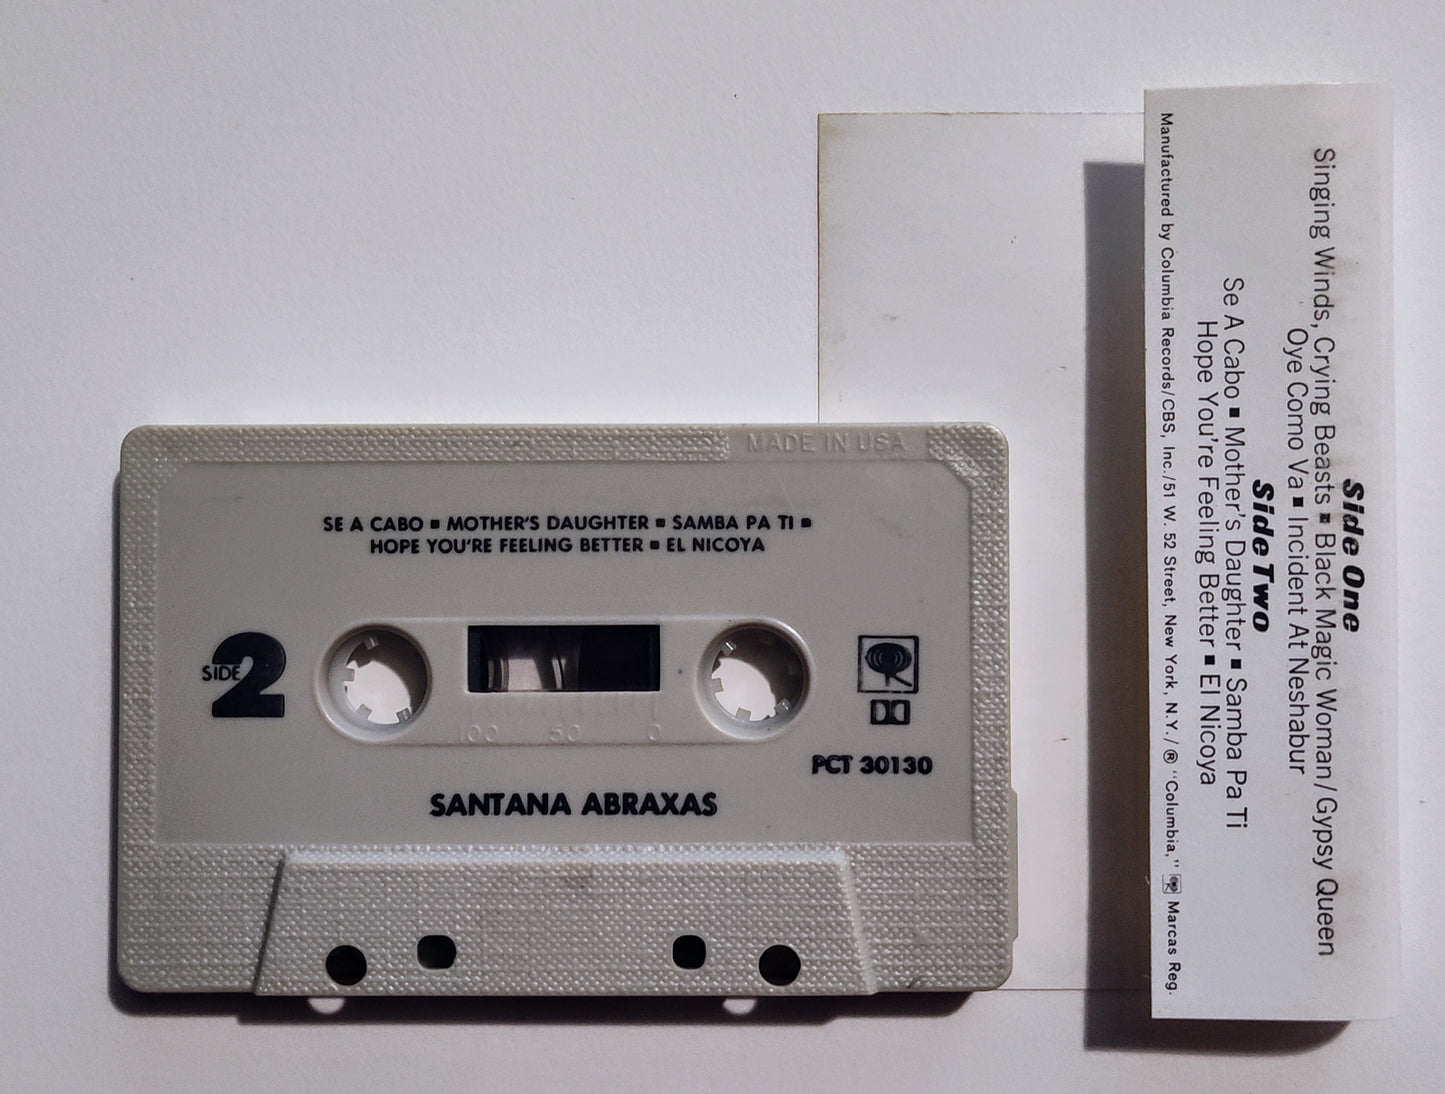 MADE IN USA
SE A CABO ▪ MOTHER'S DAUGHTER ▪ SAMBA PA TI ▪
HOPE YOU'RE FEELING BETTER ▪ EL NICOYA
SIDE 2
100 50 0
PCT 30130
SANTANA ABRAXAS
Side One
Singing Winds, Crying Beasts ▪ Black Magic Woman/Gypsy Queen
Oye Como Va ▪ Incident At Neshabur
Side Two
Se A Cabo ▪ Mother's Daughter ▪ Samba Pa Ti
Hope You're Feeling Better ▪ El Nicoya
Manufactured by Columbia Records/CBS, Inc./51 W. 52 Street, New York, N.Y./® "Columbia," Marcas Reg.